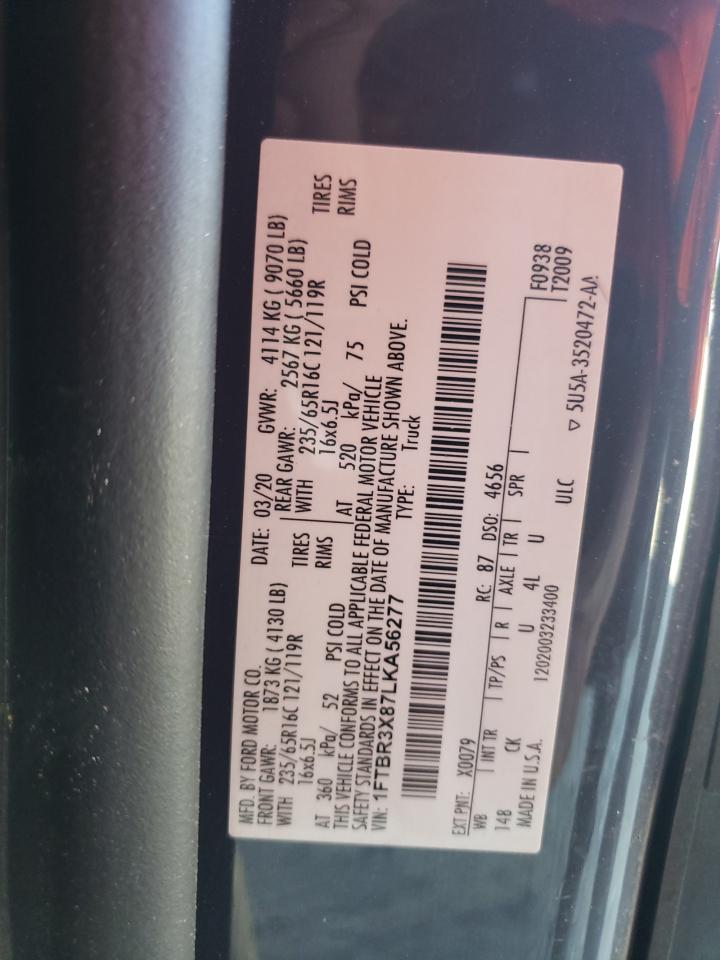 MFD. BY FORD MOTOR CO.
DATE: 03/20 GVWR: 4114 KG ( 9070 LB)
FRONT GAWR: 1873 KG ( 4130 LB) REAR GAWR: 2567 KG ( 5660 LB)
WITH 235/65R16C 121/119R TIRES WITH 235/65R16C 121/119R TIRES
16x6.5J RIMS 16x6.5J RIMS
AT 360 kPa/ 52 PSI COLD AT 520 kPa/ 75 PSI COLD
THIS VEHICLE CONFORMS TO ALL APPLICABLE FEDERAL MOTOR VEHICLE
SAFETY STANDARDS IN EFFECT ON THE DATE OF MANUFACTURE SHOWN ABOVE.
VIN: 1FTBR3X87LKA56277 TYPE: Truck
EXT PNT: X0079 RC: 87 DSO: 4656
WB INT TR TP/PS R AXLE TR SPR F0938
148 CK U 4L U T2009
MADE IN U.S.A. 1202003233400 ULC ▽ 5U5A-3520472-AA